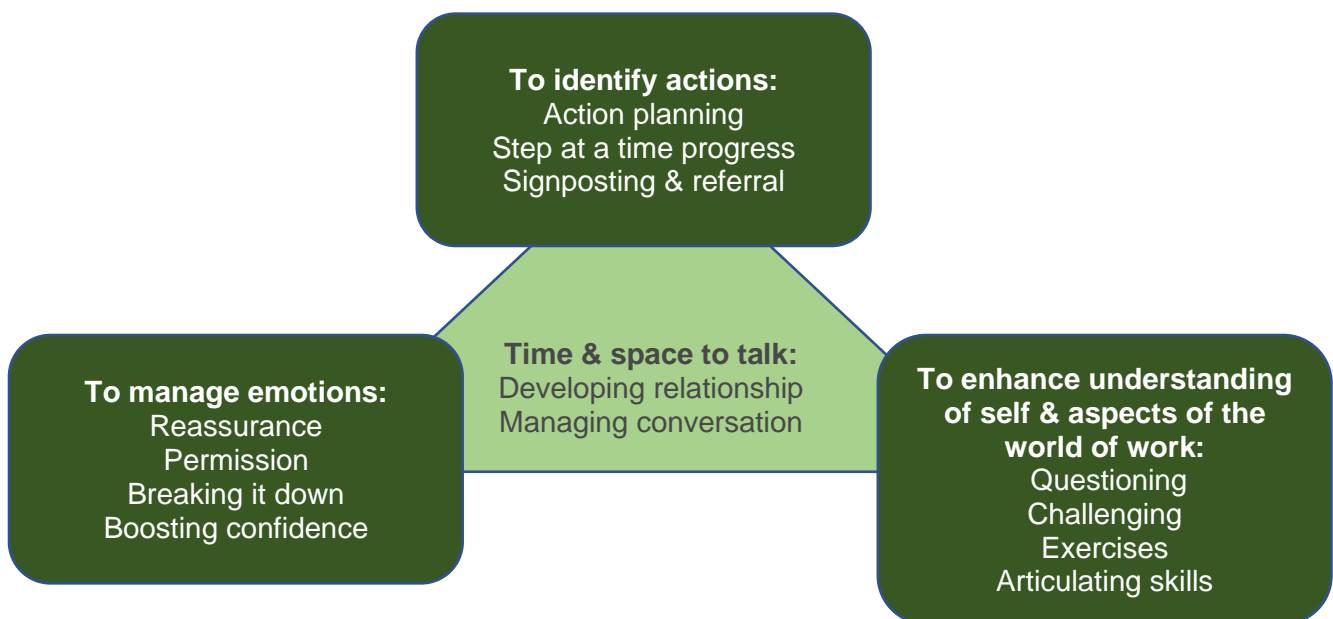 To identify actions:
Action planning
Step at a time progress
Signposting & referral
Time & space to talk:
Developing relationship
Managing conversation
To manage emotions:
Reassurance
Permission
Breaking it down
Boosting confidence
To enhance understanding
of self & aspects of the
world of work:
Questioning
Challenging
Exercises
Articulating skills